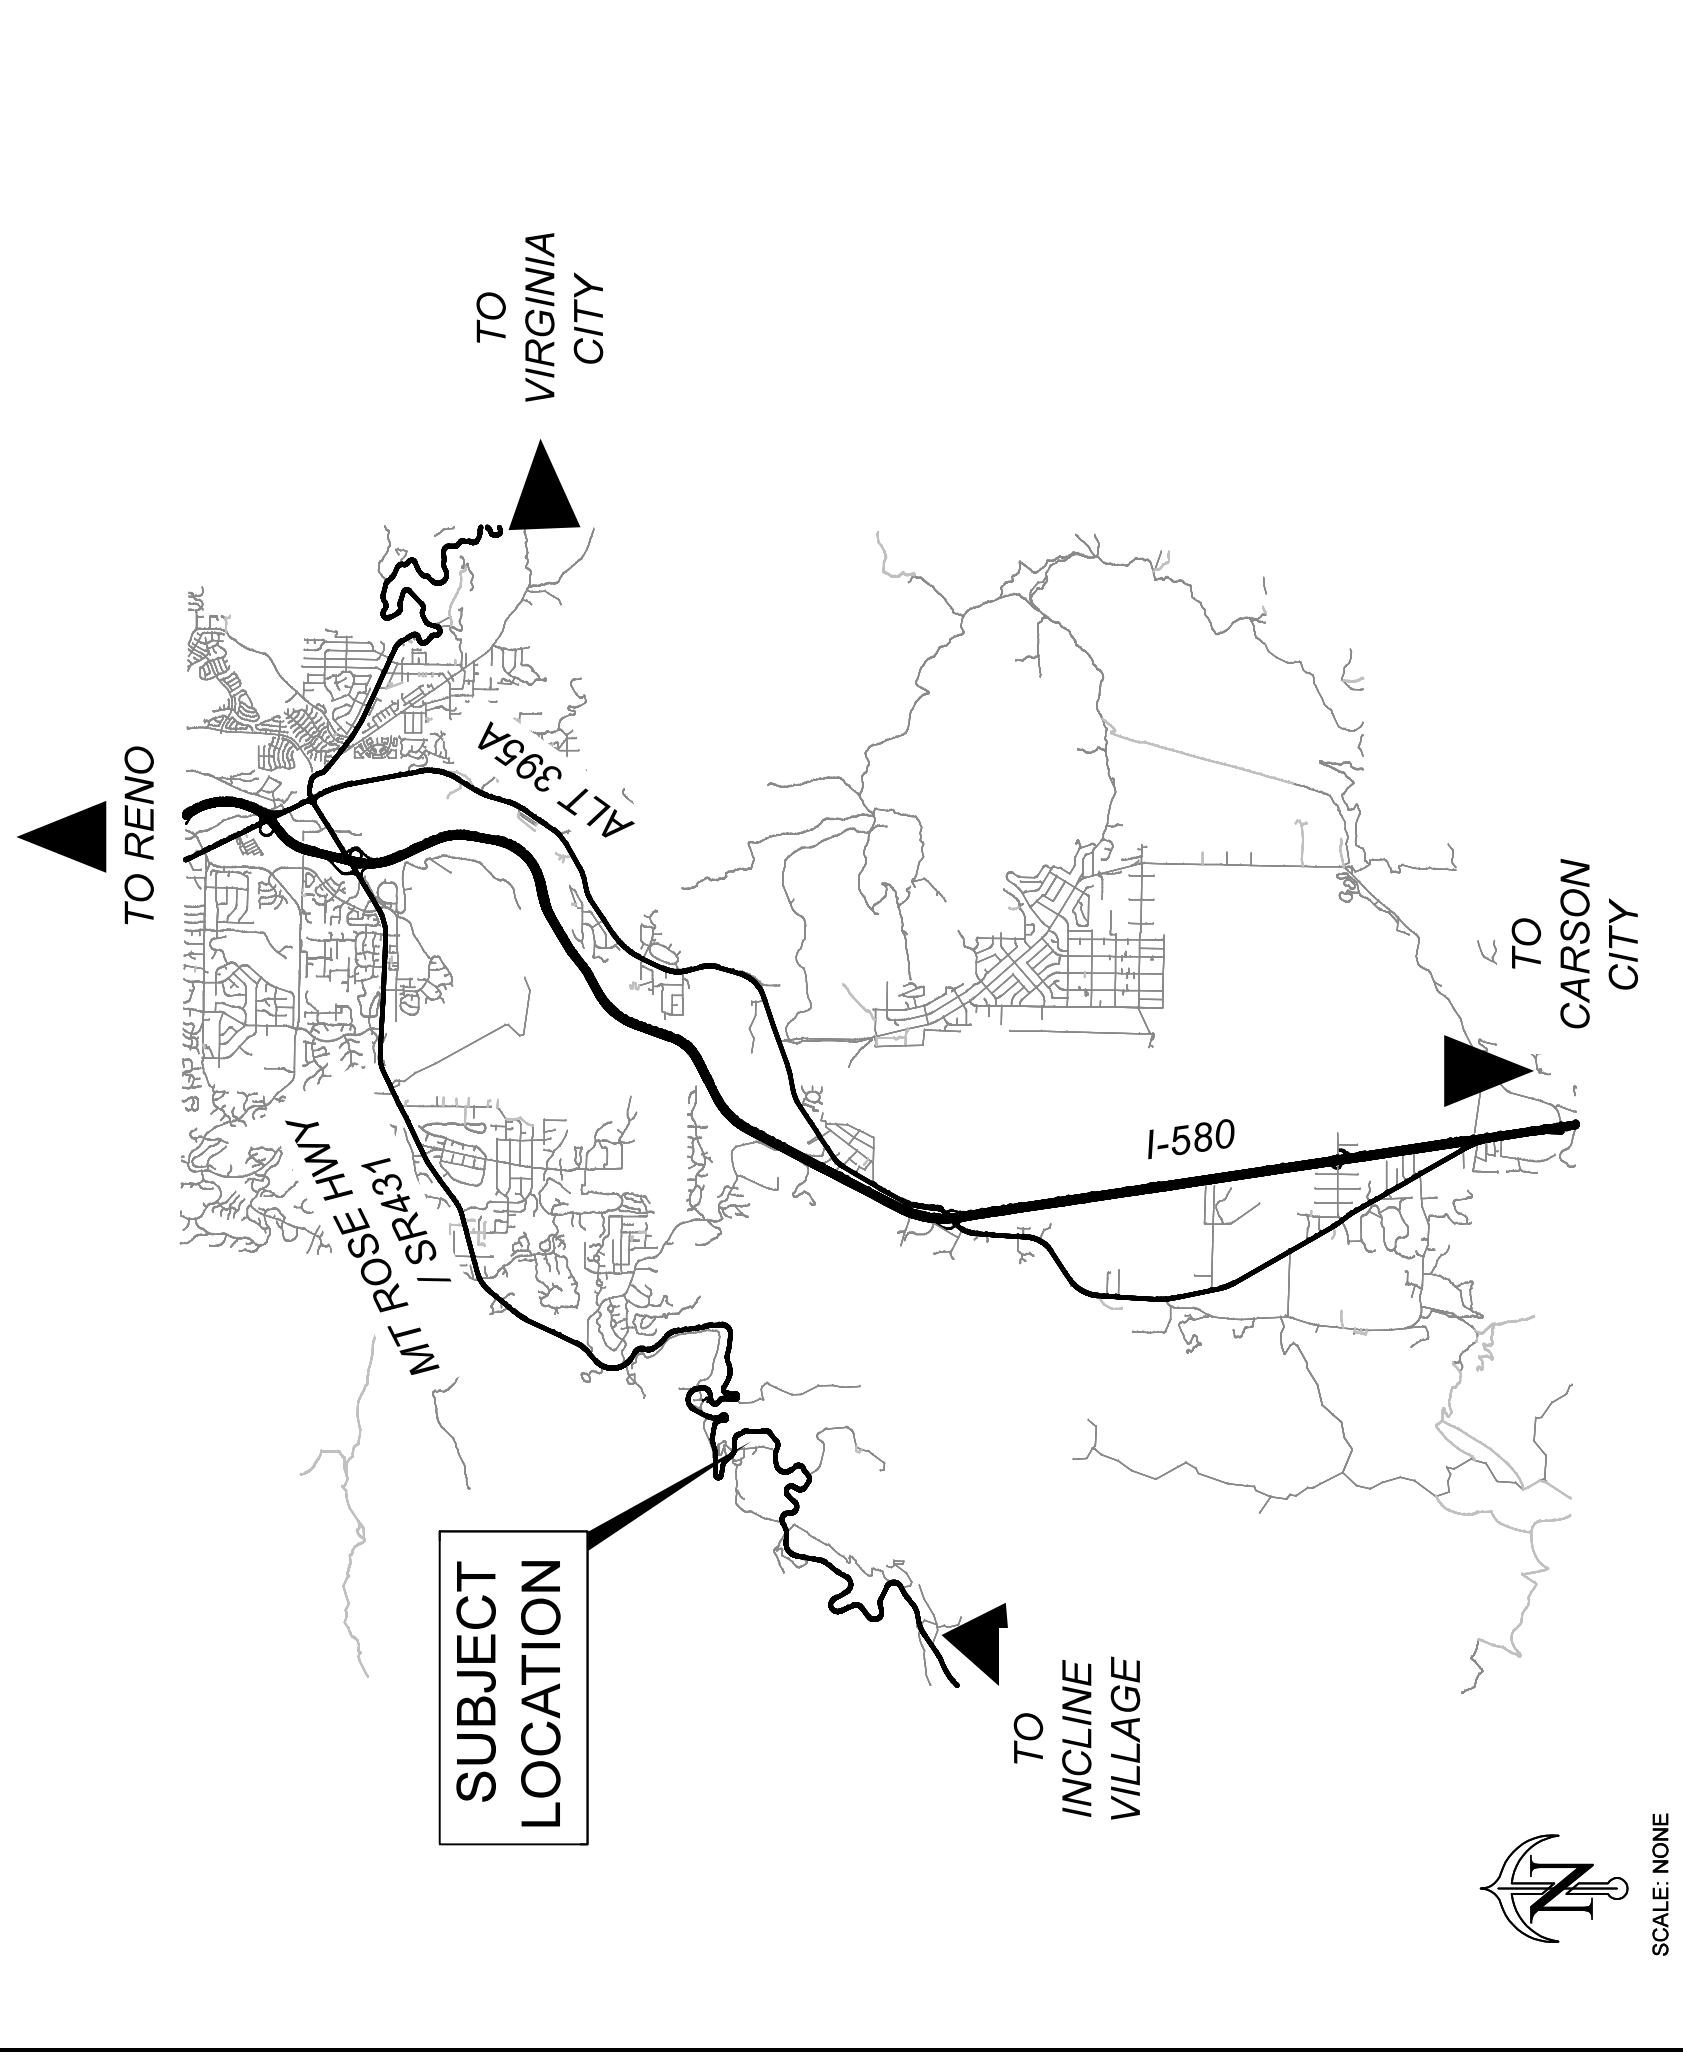 TO RENO
TO
VIRGINIA
CITY
ALT 395A
MT ROSE HWY
/ SR431
I-580
TO
CARSON
CITY
SUBJECT
LOCATION
TO
INCLINE
VILLAGE
N
SCALE: NONE